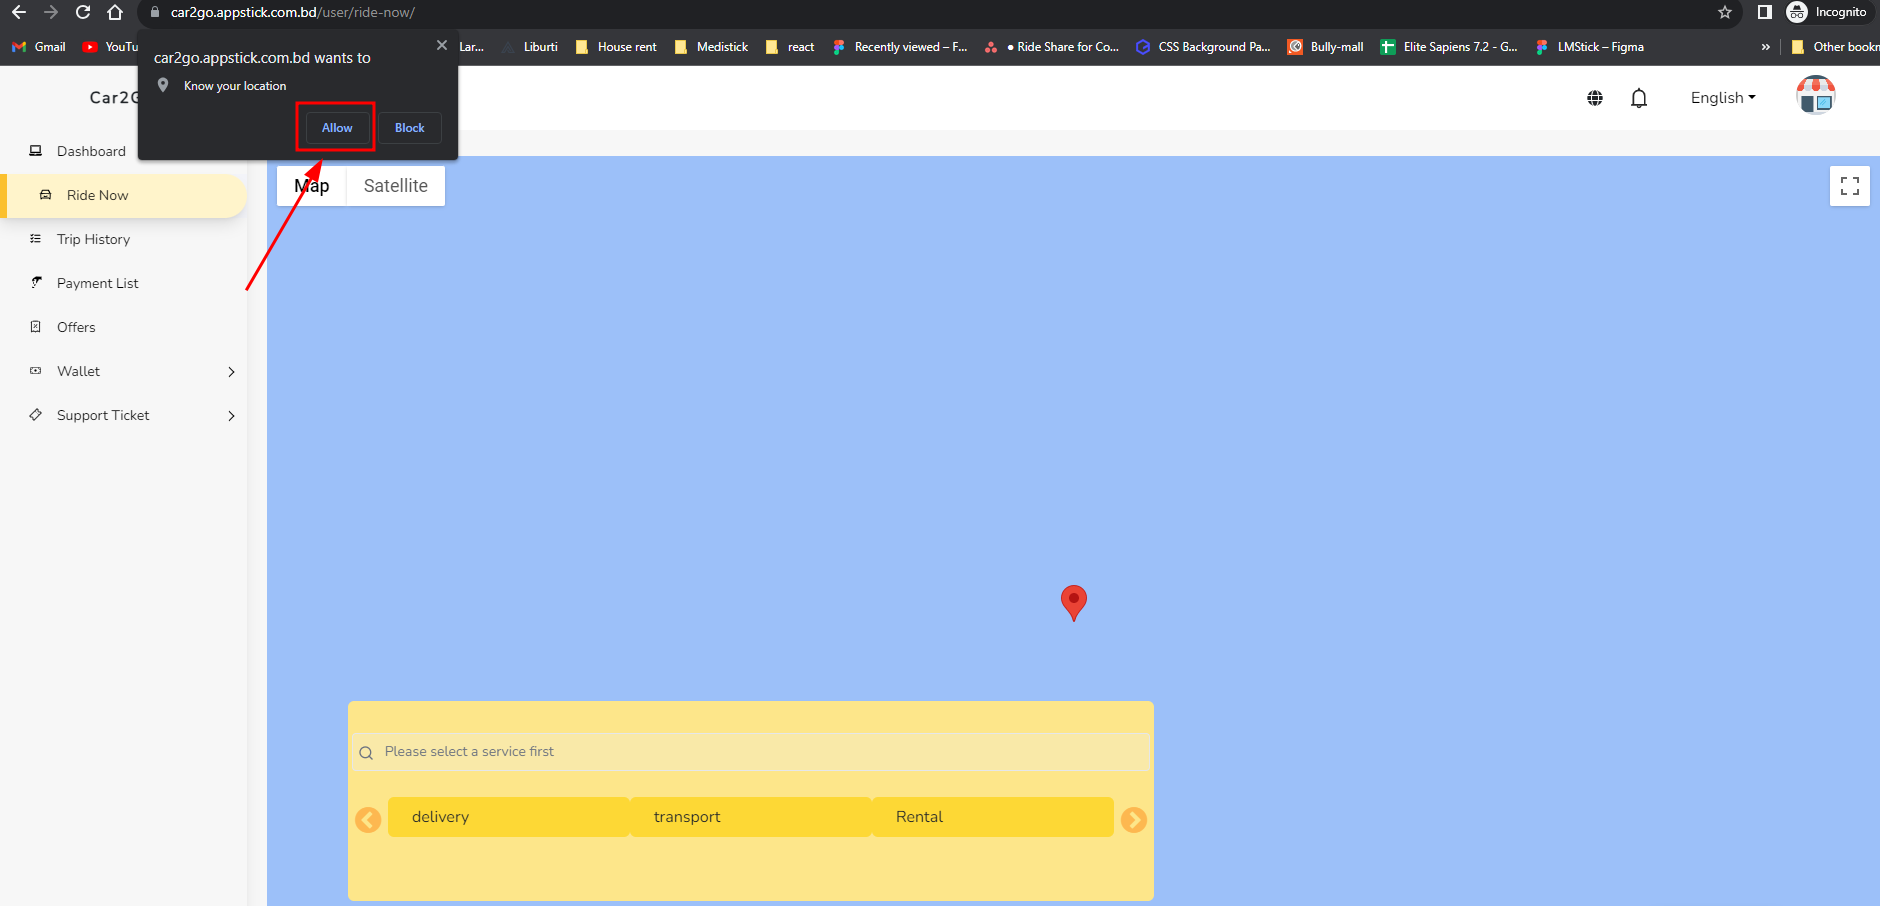 car2go.appstick.com.bd/user/ride-now/
Incognito
Gmail
YouTu
Lar...
Liburti
House rent
Medistick
react
Recently viewed – F...
● Ride Share for Co...
CSS Background Pa...
Bully-mall
Elite Sapiens 7.2 - G...
LMStick – Figma
»
Other bookm
car2go.appstick.com.bd wants to
Know your location
Allow
Block
Car2G
English
Dashboard
Ride Now
Trip History
Payment List
Offers
Wallet
Support Ticket
Map
Satellite
Please select a service first
delivery
transport
Rental